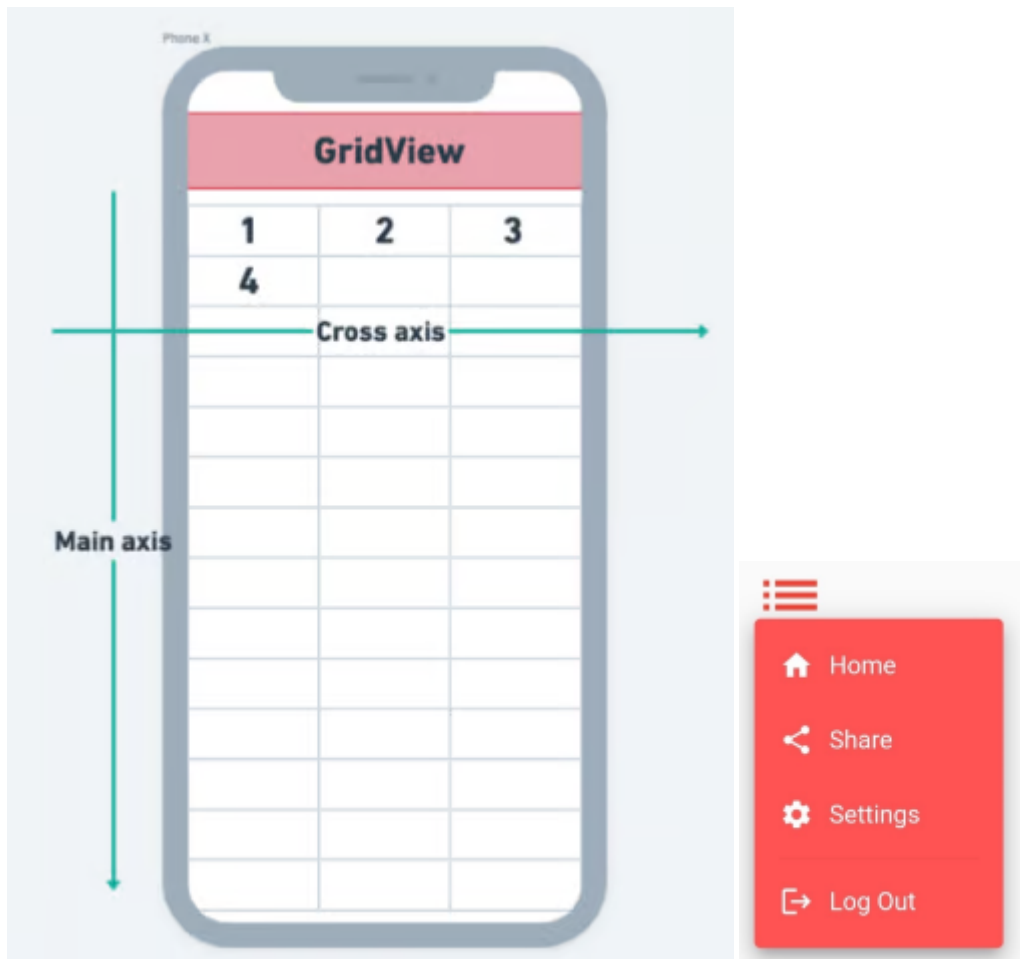 Phone X
GridView
1 2 3
4
Cross axis
Main axis
Home
Share
Settings
Log Out